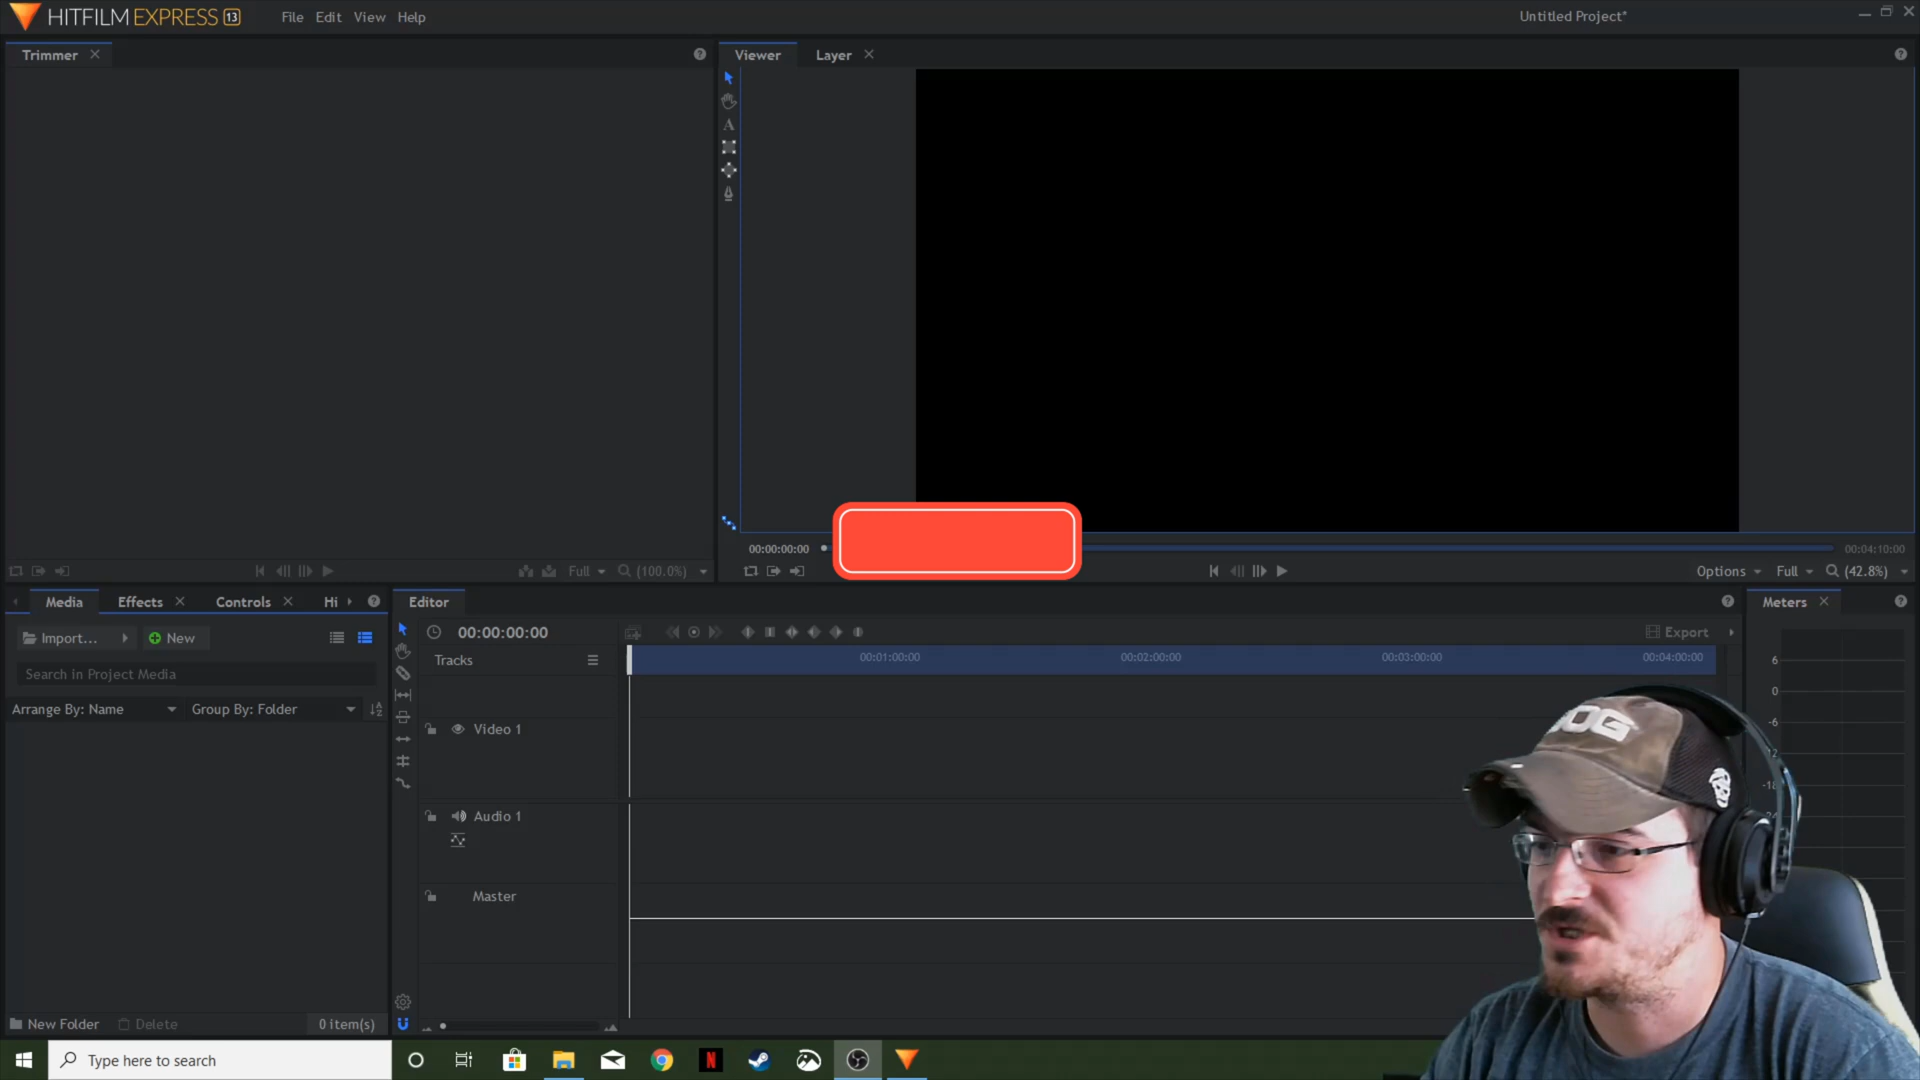 HITFILM EXPRESS 13
File Edit View Help
Untitled Project*
Trimmer
Viewer
Layer
A
00:00:00:00
00:04:10:00
Full (100.0%)
Options Full (42.8%)
Media Effects Controls Hi
Editor
Meters
Import... New
00:00:00:00
Export
Search in Project Media
Tracks
00:01:00:00 00:02:00:00 00:03:00:00 00:04:00:00
Arrange By: Name Group By: Folder
Video 1
Audio 1
Master
6
0
-6
12
-18
24
New Folder Delete 0 item(s)
Type here to search
N